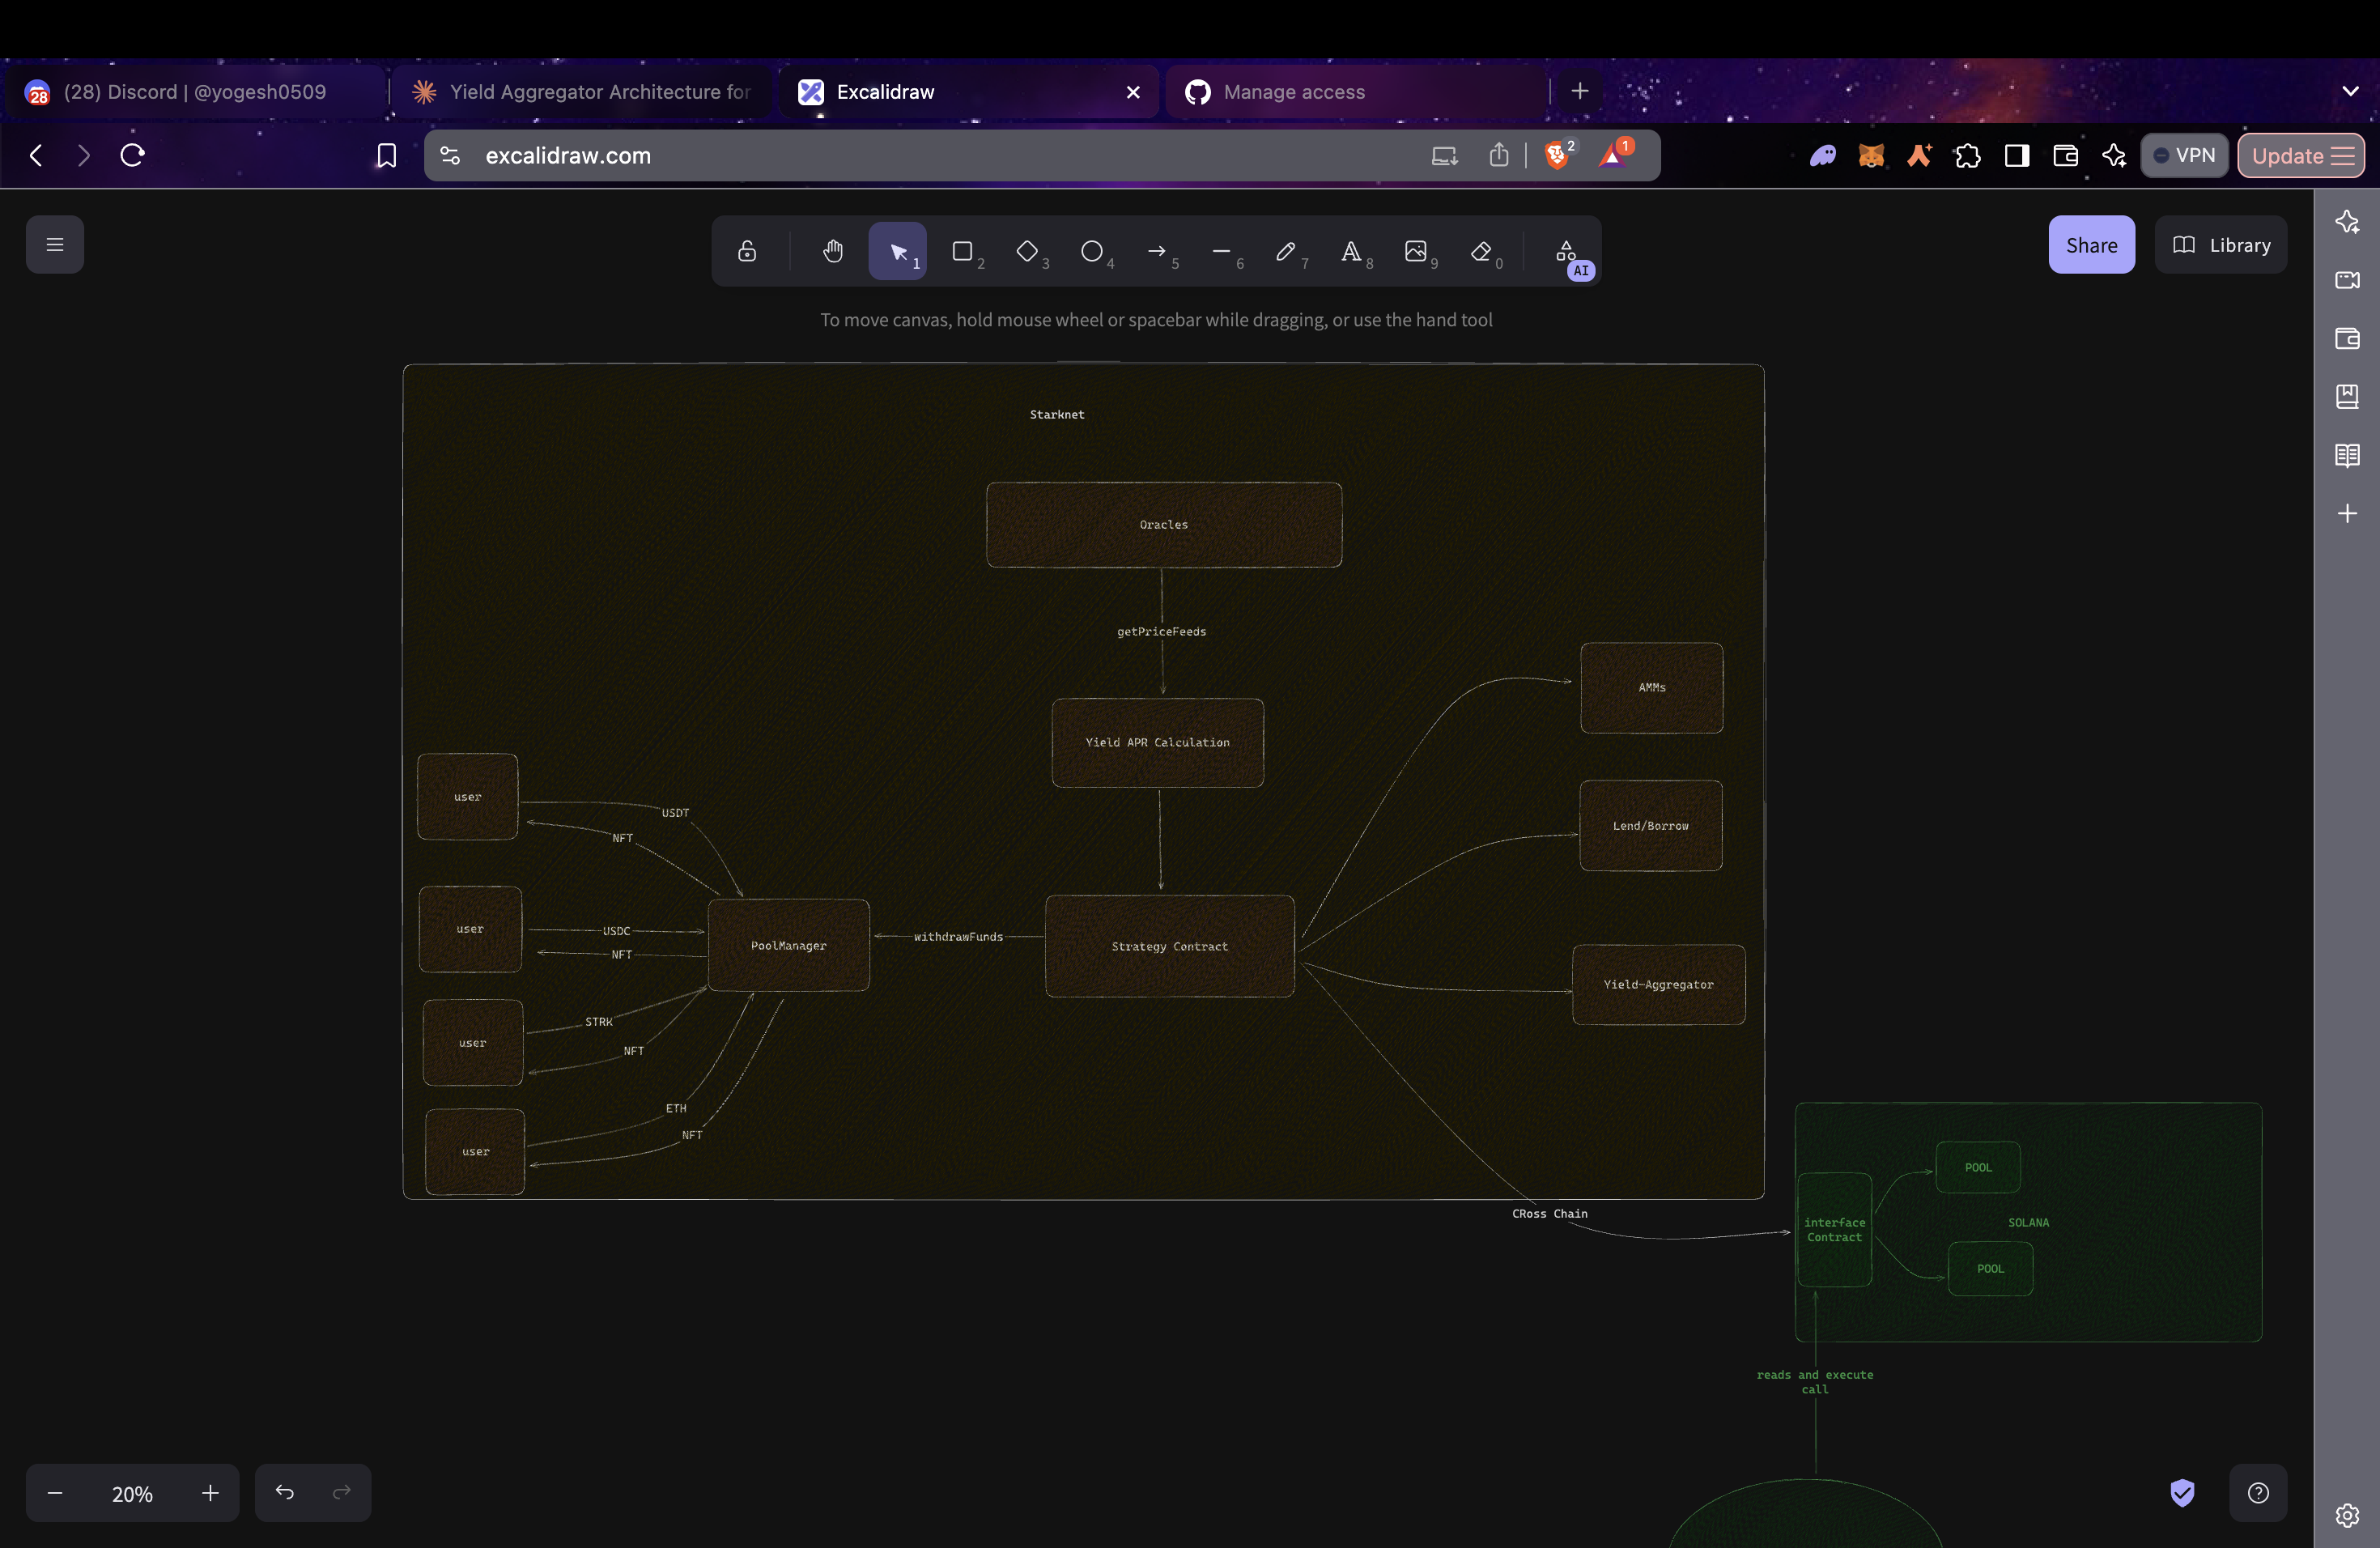 28
(28) Discord | @yogesh0509
Yield Aggregator Architecture for
Excalidraw
Manage access
excalidraw.com
2
1
VPN
Update
1
2
3
4
5
6
7
8
9
0
AI
Share
Library
To move canvas, hold mouse wheel or spacebar while dragging, or use the hand tool
Starknet
Oracles
getPriceFeeds
AMMs
Yield APR Calculation
user
USDT
NFT
Lend/Borrow
user
USDC
NFT
PoolManager
withdrawFunds
Strategy Contract
Yield-Aggregator
user
STRK
NFT
ETH
NFT
user
CRoss Chain
POOL
interface
Contract
SOLANA
POOL
reads and execute
call
20%